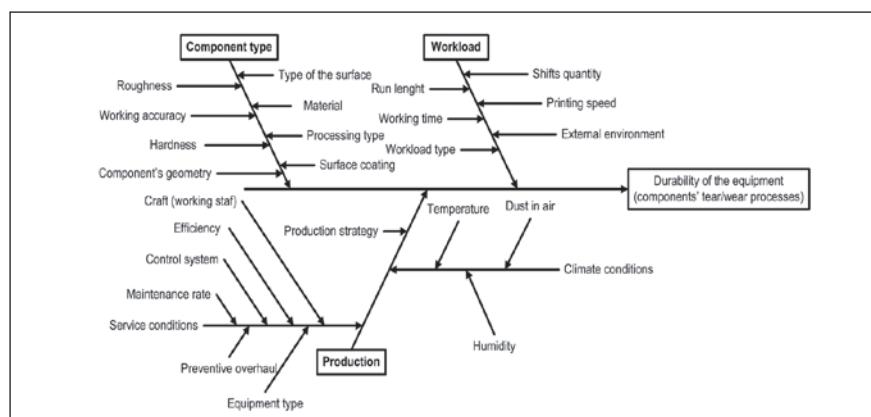 Component type
Workload
Type of the surface
Shifts quantity
Roughness
Run lenght
Material
Printing speed
Working accuracy
Working time
Processing type
External environment
Hardness
Workload type
Surface coating
Component's geometry
Durability of the equipment
(components' tear/wear processes)
Craft (working staf)
Temperature
Dust in air
Efficiency
Production strategy
Control system
Climate conditions
Maintenance rate
Service conditions
Humidity
Production
Preventive overhaul
Equipment type